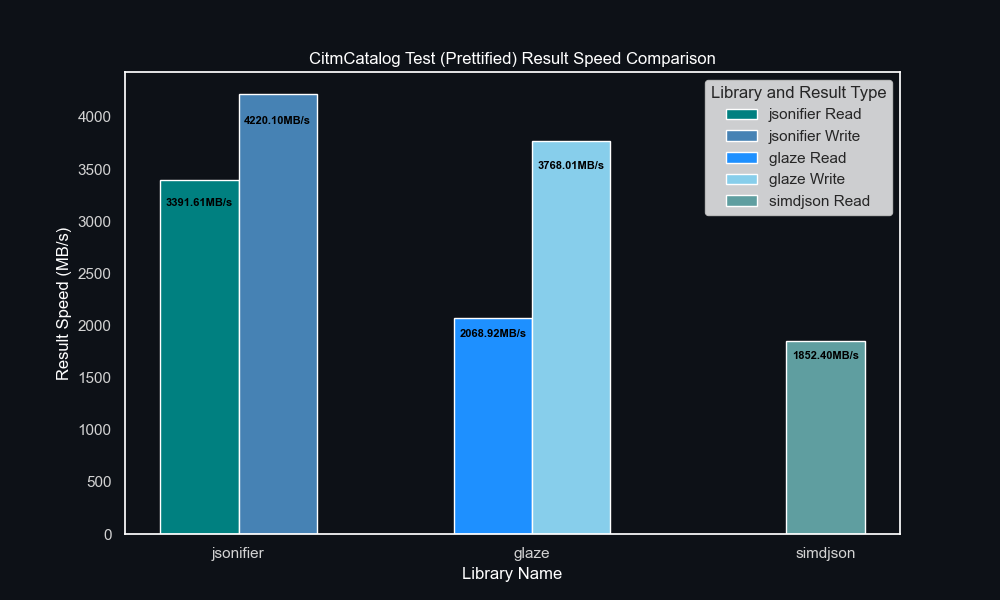 CitmCatalog Test (Prettified) Result Speed Comparison
Library and Result Type
jsonifier Read
jsonifier Write
glaze Read
glaze Write
simdjson Read
Result Speed (MB/s)
4000
3500
3000
2500
2000
1500
1000
500
0
3391.61MB/s
4220.10MB/s
2068.92MB/s
3768.01MB/s
1852.40MB/s
jsonifier
glaze
simdjson
Library Name